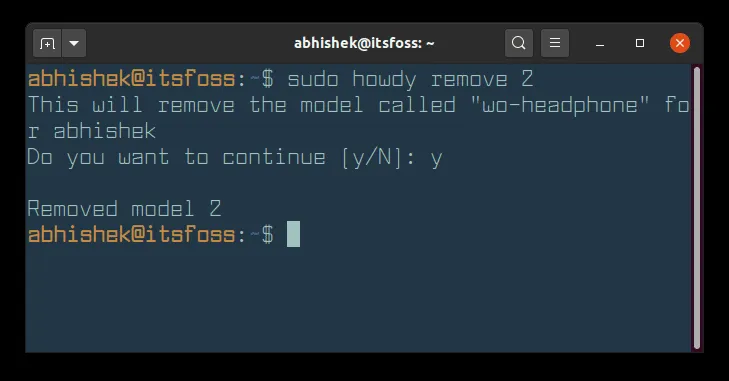 abhishek@itsfoss: ~
abhishek@itsfoss:~$ sudo howdy remove 2
This will remove the model called "wo-headphone" fo
r abhishek
Do you want to continue [y/N]: y
Removed model 2
abhishek@itsfoss:~$